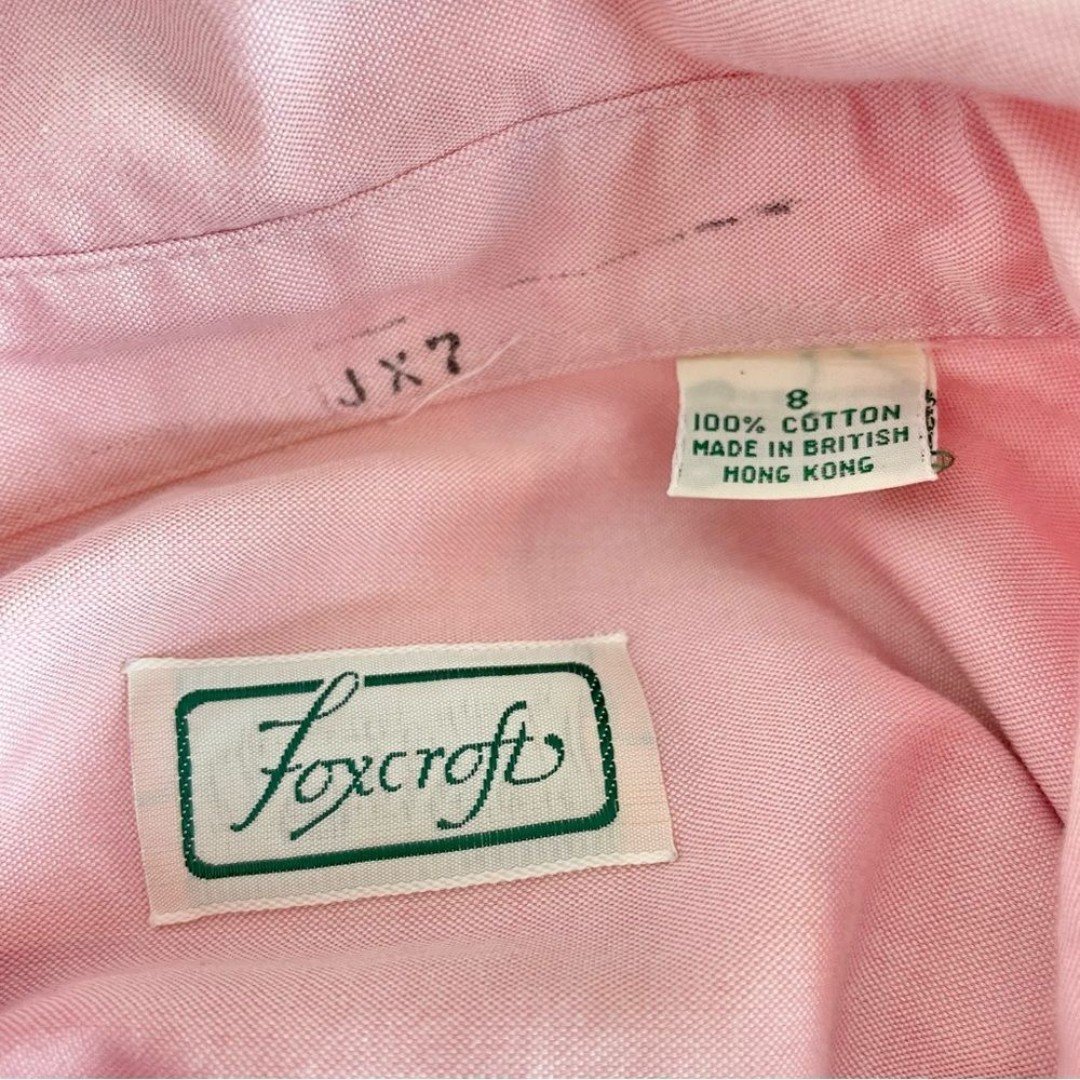 JX7
8
100% COTTON
MADE IN BRITISH
HONG KONG
Foxcroft